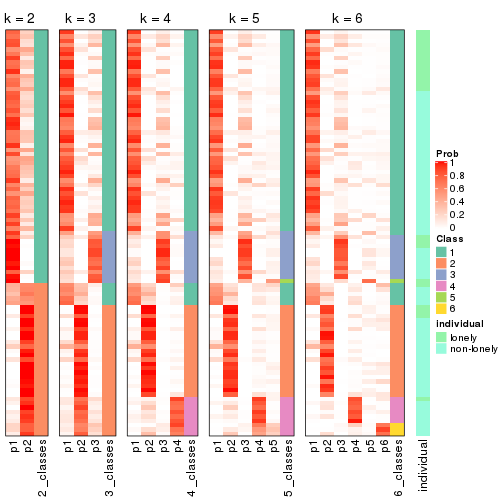 k = 2
k = 3
k = 4
k = 5
k = 6
p1
p2
2_classes
p1
p2
p3
3_classes
p1
p2
p3
p4
4_classes
p1
p2
p3
p4
p5
5_classes
p1
p2
p3
p4
p5
p6
6_classes
individual
Prob
1
0.8
0.6
0.4
0.2
0
Class
1
2
3
4
5
6
individual
lonely
non-lonely